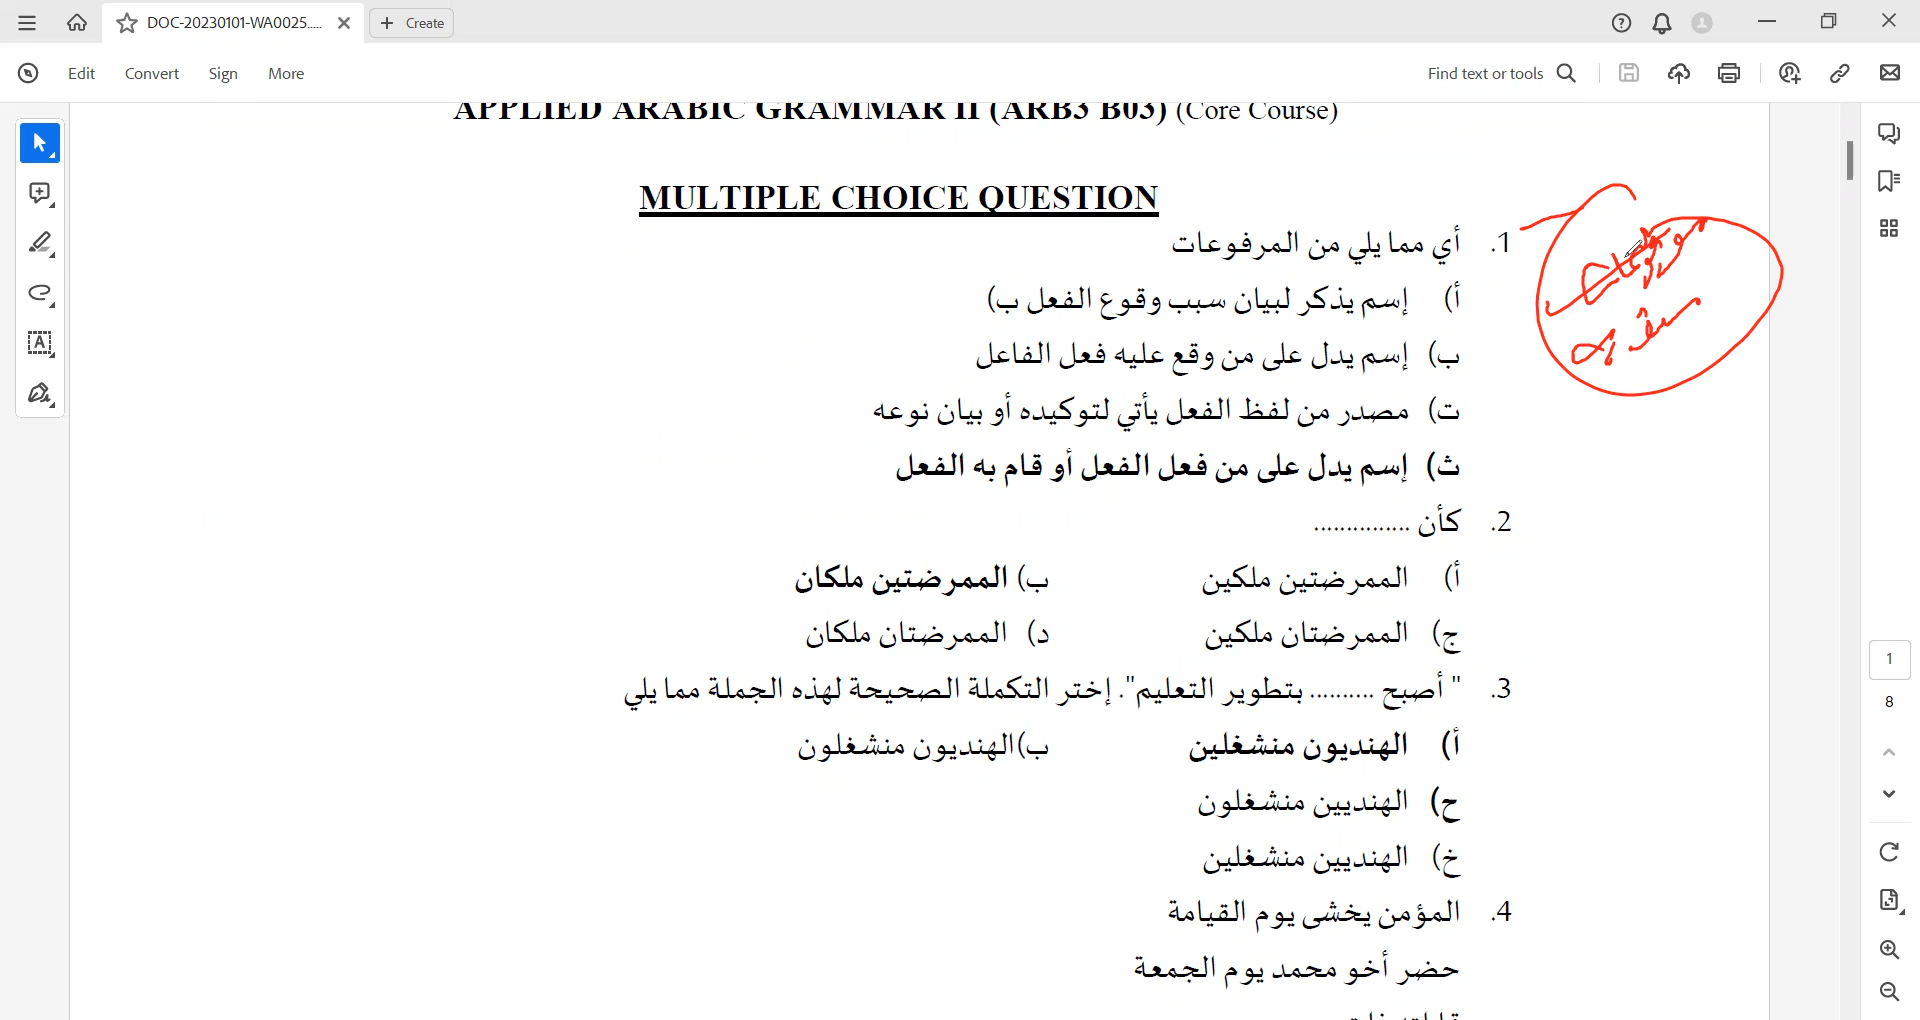 DOC-20230101-WA0025.....
Create
Edit
Convert
Sign
More
Find text or tools
APPLIED ARABIC GRAMMAR II (ARB3 B03) (Core Course)
MULTIPLE CHOICE QUESTION
1. أي مما يلي من المرفوعات
أ) إسم يذكر لبيان سبب وقوع الفعل ب)
ب) إسم يدل على من وقع عليه فعل الفاعل
ت) مصدر من لفظ الفعل يأتي لتوكيده أو بيان نوعه
ث) إسم يدل على من فعل الفعل أو قام به الفعل
2. كأن ..............
أ) الممرضتين ملكين ب) الممرضتين ملكان
ج) الممرضتان ملكين د) الممرضتان ملكان
3. " أصبح .......... بتطوير التعليم". إختر التكملة الصحيحة لهذه الجملة مما يلي
أ) الهنديون منشغلين ب) الهنديون منشغلون
ح) الهنديين منشغلون
خ) الهنديين منشغلين
4. المؤمن يخشى يوم القيامة
حضر أخو محمد يوم الجمعة
1
8